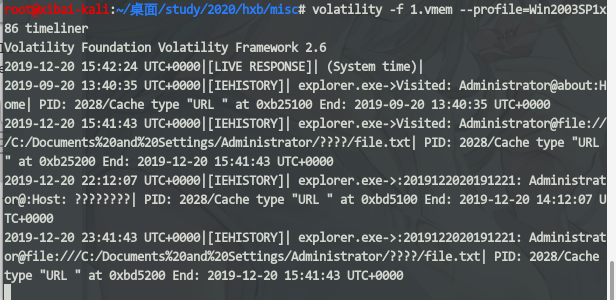 root@xibai-kali:~/桌面/study/2020/hxb/misc# volatility -f 1.vmem --profile=Win2003SP1x
86 timeliner
Volatility Foundation Volatility Framework 2.6
2019-12-20 15:42:24 UTC+0000|[LIVE RESPONSE]| (System time)|
2019-09-20 13:40:35 UTC+0000|[IEHISTORY]| explorer.exe->Visited: Administrator@about:H
ome| PID: 2028/Cache type "URL " at 0xb25100 End: 2019-09-20 13:40:35 UTC+0000
2019-12-20 15:41:43 UTC+0000|[IEHISTORY]| explorer.exe->Visited: Administrator@file://
/C:/Documents%20and%20Settings/Administrator/????/file.txt| PID: 2028/Cache type "URL 
" at 0xb25200 End: 2019-12-20 15:41:43 UTC+0000
2019-12-20 22:12:07 UTC+0000|[IEHISTORY]| explorer.exe->:2019122020191221: Administrat
or@:Host: ????????| PID: 2028/Cache type "URL " at 0xbd5100 End: 2019-12-20 14:12:07 U
TC+0000
2019-12-20 23:41:43 UTC+0000|[IEHISTORY]| explorer.exe->:2019122020191221: Administrat
or@file:///C:/Documents%20and%20Settings/Administrator/????/file.txt| PID: 2028/Cache 
type "URL " at 0xbd5200 End: 2019-12-20 15:41:43 UTC+0000